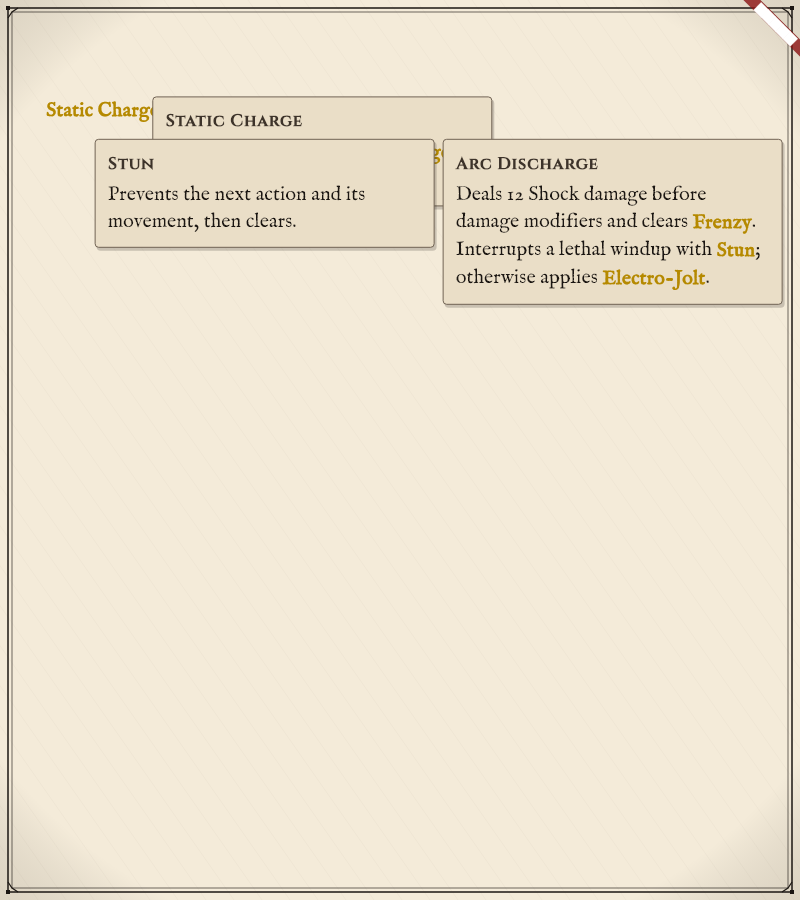 Static Charge
Static Charge
Stun
Prevents the next action and its
movement, then clears.
Arc Discharge
Deals 12 Shock damage before
damage modifiers and clears Frenzy.
Interrupts a lethal windup with Stun;
otherwise applies Electro-Jolt.